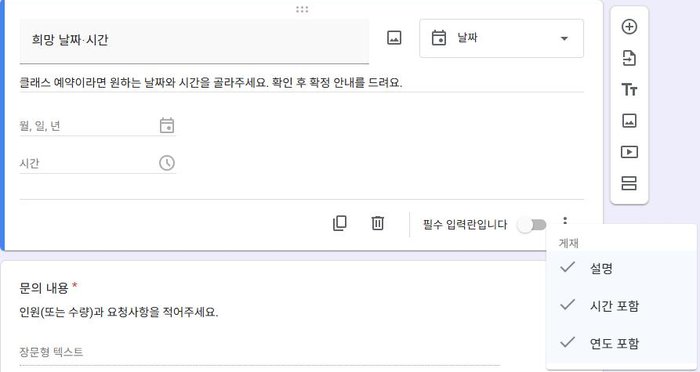 희망 날짜·시간
날짜
클래스 예약이라면 원하는 날짜와 시간을 골라주세요. 확인 후 확정 안내를 드려요.
월, 일, 년
시간
필수 입력란입니다
게재
설명
시간 포함
연도 포함
문의 내용 *
인원(또는 수량)과 요청사항을 적어주세요.
장문형 텍스트
Tт